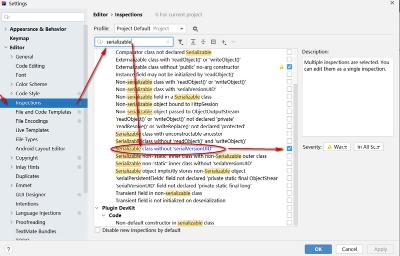 Settings
Editor › Inspections
For current project
Profile:
Project Default
Project
Appearance & Behavior
Keymap
Editor
General
Code Editing
Font
Color Scheme
Code Style
Inspections
File and Code Templates
File Encodings
Live Templates
File Types
Android Layout Editor
Copyright
Inlay Hints
Duplicates
Emmet
GUI Designer
Intentions
Language Injections
Proofreading
TextMate Bundles
TODO
serializable
Comparator class not declared Serializable
Externalizable class with 'readObject()' or 'writeObject()'
Externalizable class without 'public' no-arg constructor
Instance field may not be initialized by 'readObject()'
Non-serializable class with 'readObject()' or 'writeObject()'
Non-serializable class with 'serialVersionUID'
Non-serializable field in a Serializable class
Non-serializable object bound to HttpSession
Non-serializable object passed to ObjectOutputStream
'readObject()' or 'writeObject()' not declared 'private'
'readResolve()' or 'writeReplace()' not declared 'protected'
Serializable class with unconstructable ancestor
Serializable class without 'readObject()' and 'writeObject()'
Serializable class without 'serialVersionUID'
Serializable non-'static' inner class with non-Serializable outer class
Serializable non-'static' inner class without 'serialVersionUID'
Serializable object implicitly stores non-Serializable object
'serialPersistentFields' field not declared 'private static final ObjectStream
'serialVersionUID' field not declared 'private static final long'
Transient field in non-serializable class
Transient field is not initialized on deserialization
Plugin DevKit
Code
Non-default constructor in serializable class
Disable new inspections by default
Description:
Multiple inspections are selected. You can edit them as a single inspection.
Severity:
In All Sco
OK
Cancel
Apply